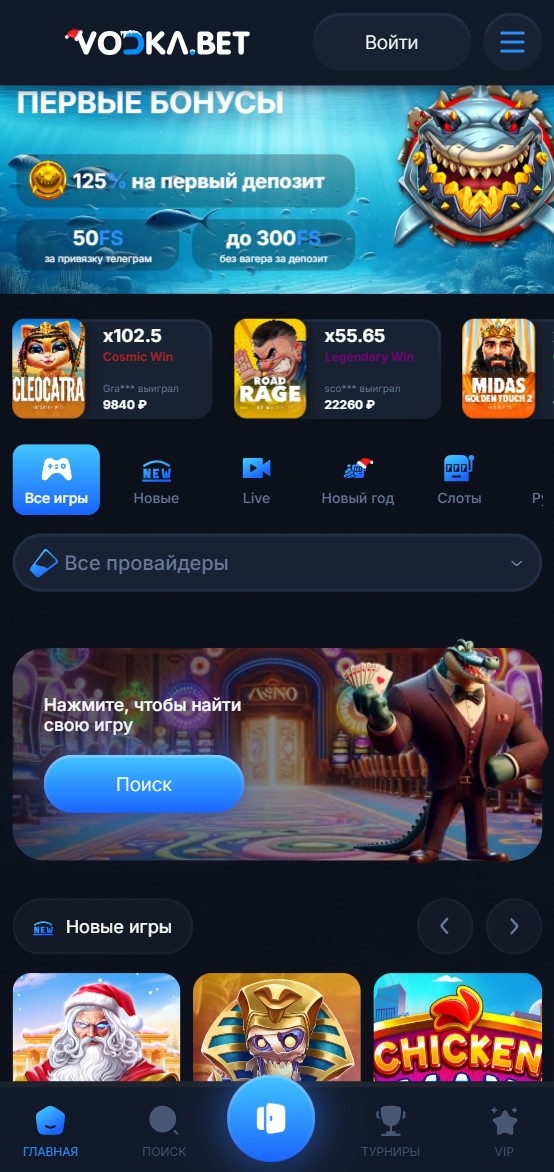 VODKA.BET
Войти
ПЕРВЫЕ БОНУСЫ
125% на первый депозит
50FS
за привязку телеграм
до 300FS
без вагера за депозит
CLEOCATRA
x102.5
Cosmic Win
Gra*** выиграл
9840 ₽
ROAD
RAGE
x55.65
Legendary Win
sco*** выиграл
22260 ₽
MIDAS
GOLDEN TOUCH 2
Все игры
NEW
Новые
Live
Новый год
Слоты
Все провайдеры
Нажмите, чтобы найти
свою игру
Поиск
NEW
Новые игры
CHICKEN
ГЛАВНАЯ
ПОИСК
ТУРНИРЫ
VIP